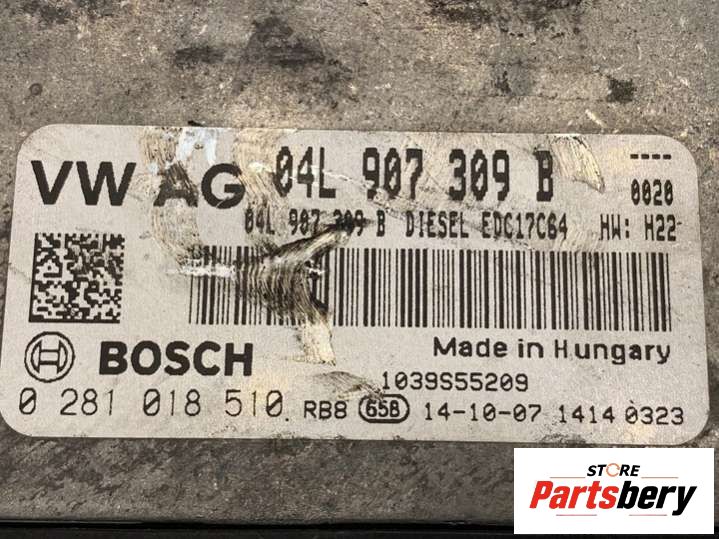 VW AG 04L 907 309 B ----
0020
04L 907 309 B DIESEL EDC17C64 HW: H22
BOSCH Made in Hungary
1039S55209
0 281 018 510 RB8 65B 14-10-07 1414 0323
STORE
Partsbery